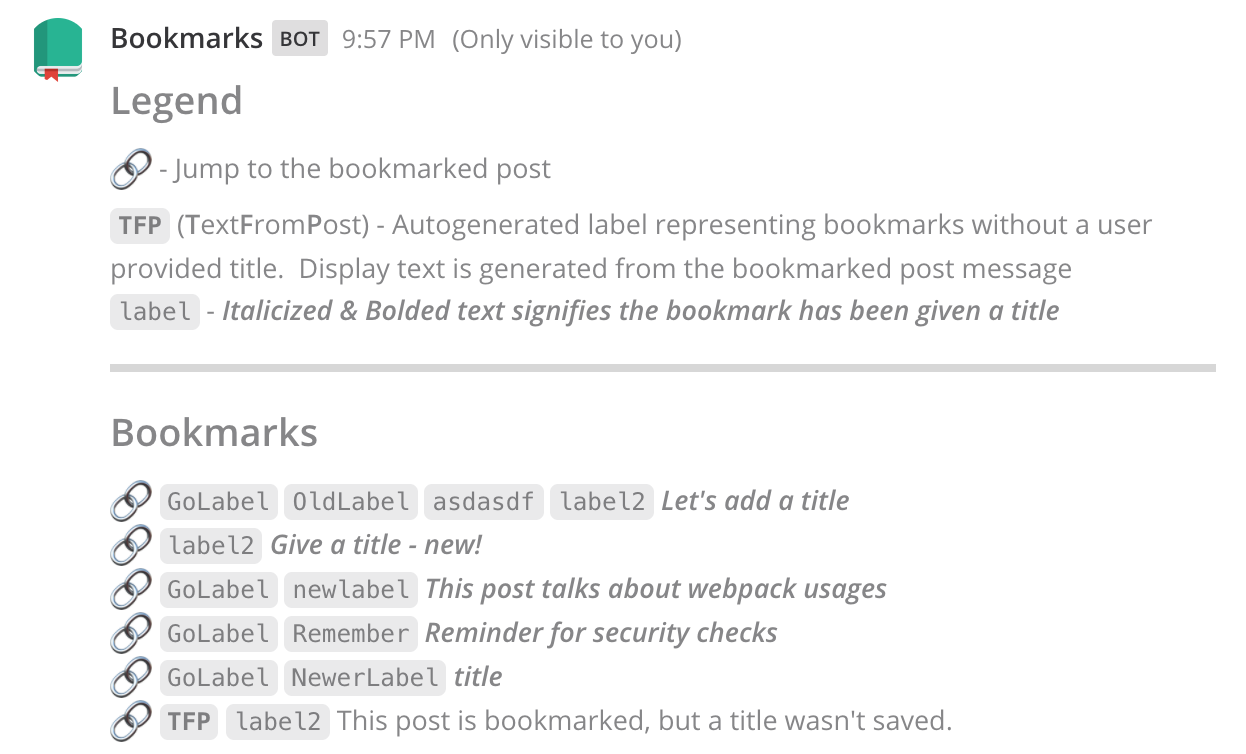 Bookmarks BOT 9:57 PM (Only visible to you)
Legend
- Jump to the bookmarked post
TFP (TextFromPost) - Autogenerated label representing bookmarks without a user
provided title. Display text is generated from the bookmarked post message
label - Italicized & Bolded text signifies the bookmark has been given a title
Bookmarks
GoLabel OldLabel asdasdf label2 Let's add a title
label2 Give a title - new!
GoLabel newlabel This post talks about webpack usages
GoLabel Remember Reminder for security checks
GoLabel NewerLabel title
TFP label2 This post is bookmarked, but a title wasn't saved.